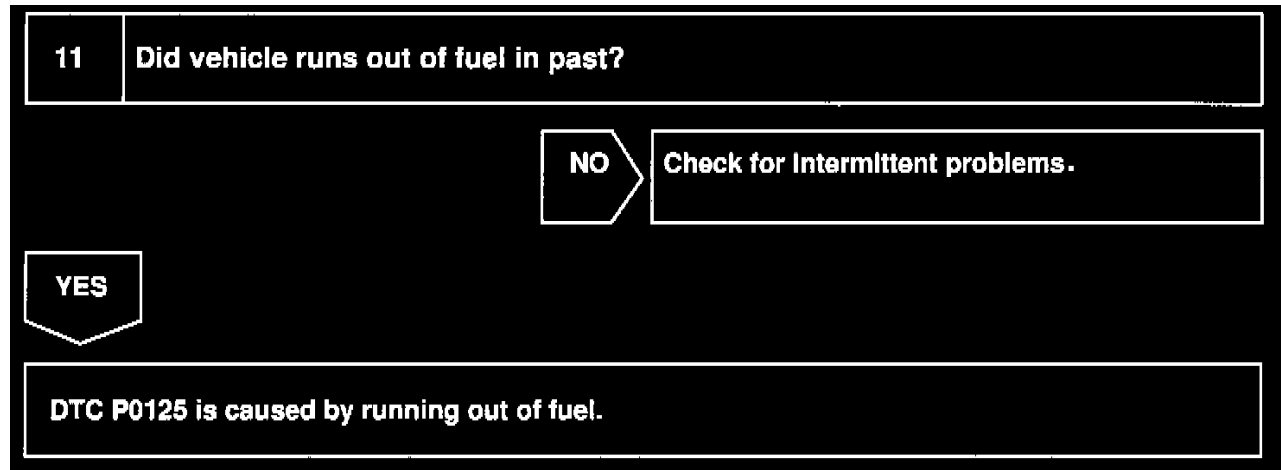 11 Did vehicle runs out of fuel in past?
NO Check for intermittent problems.
YES
DTC P0125 is caused by running out of fuel.